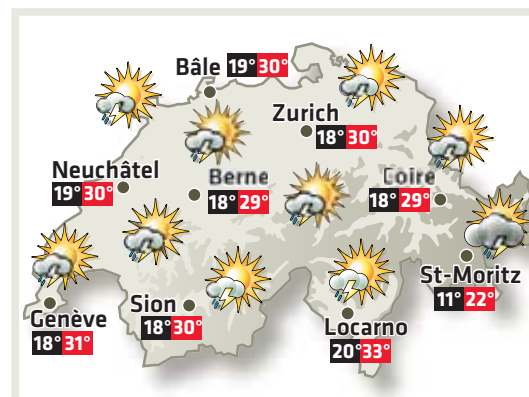 Bâle 19° 30°
Zurich
18° 30°
Neuchâtel
19° 30°
Berne
18° 29°
Coire
18° 29°
St-Moritz
11° 22°
Genève
18° 31°
Sion
18° 30°
Locarno
20° 33°